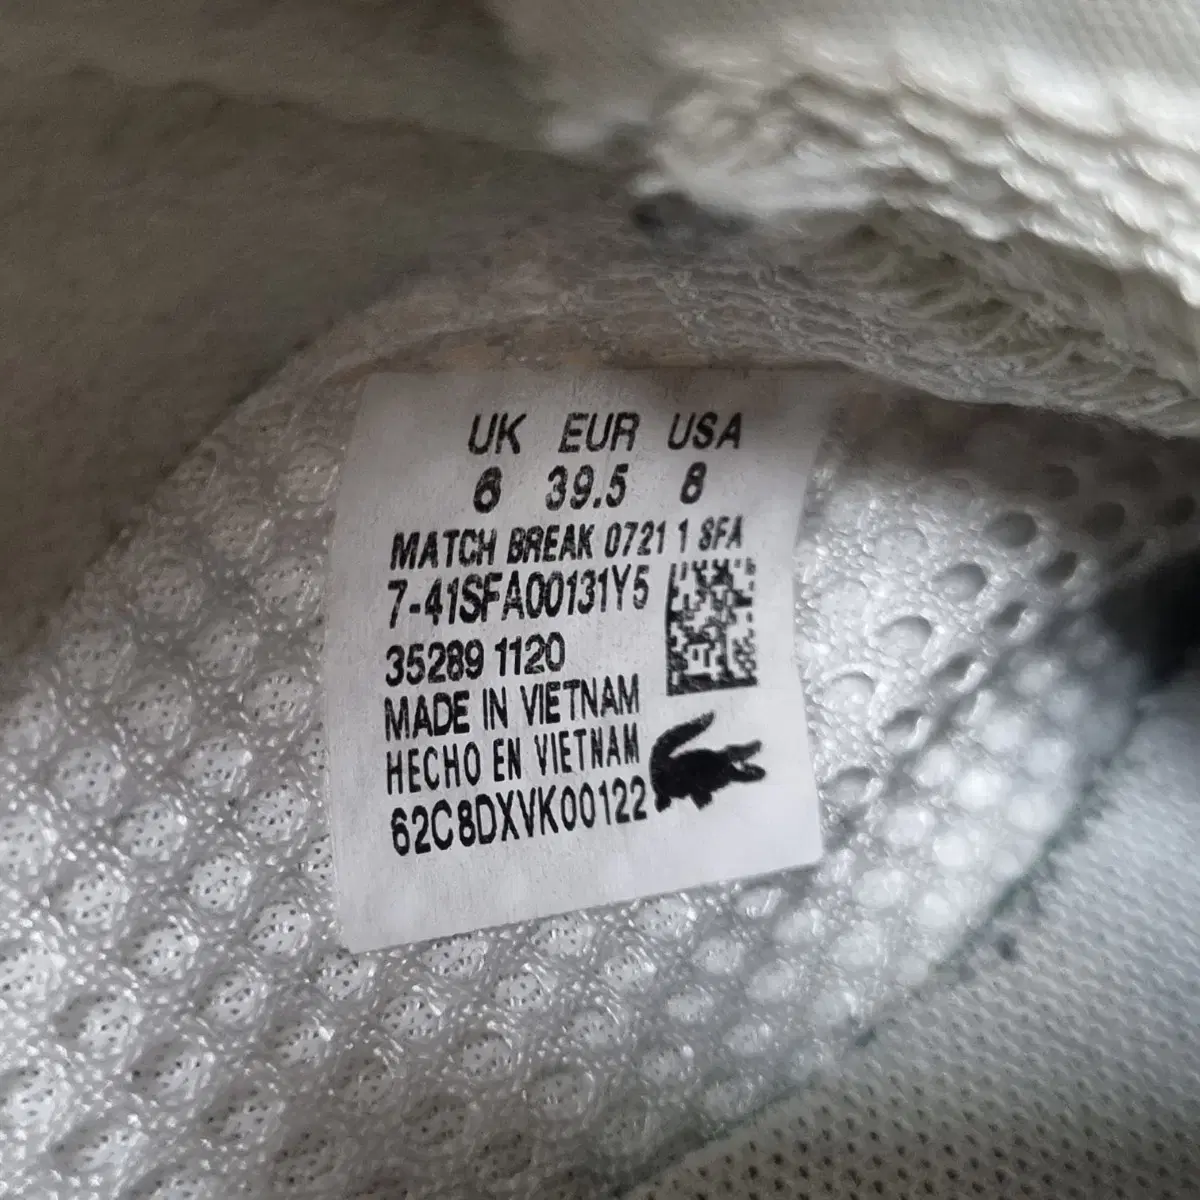 UK EUR USA
6 39.5 8
MATCH BREAK 0721 1 SFA
7-41SFA00131Y5
35289 1120
MADE IN VIETNAM
HECHO EN VIETNAM
62C8DXVK00122